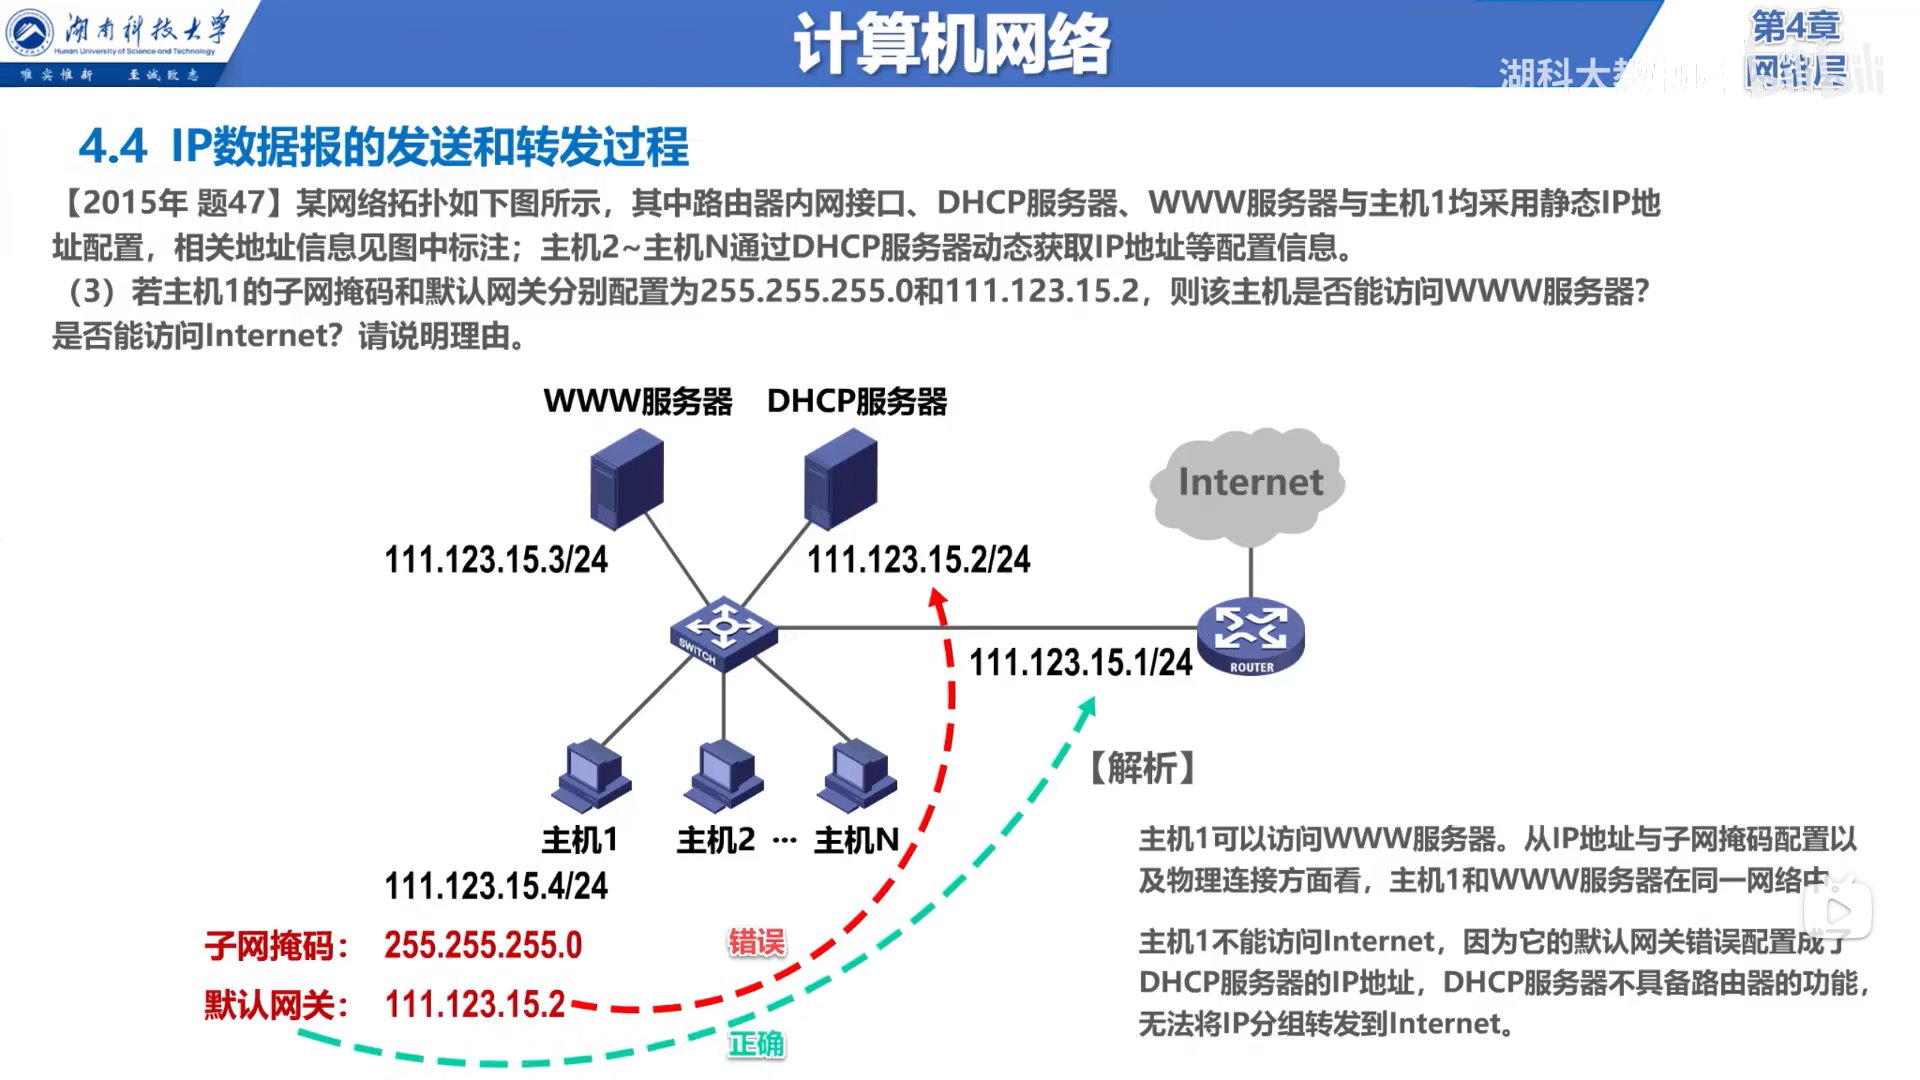 湖南科技大学
Hunan University of Science and Technology
唯实惟新 至诚致志
计算机网络
第4章
网络层
湖科大教
4.4 IP数据报的发送和转发过程
【2015年 题47】某网络拓扑如下图所示，其中路由器内网接口、DHCP服务器、WWW服务器与主机1均采用静态IP地
址配置，相关地址信息见图中标注；主机2~主机N通过DHCP服务器动态获取IP地址等配置信息。
（3）若主机1的子网掩码和默认网关分别配置为255.255.255.0和111.123.15.2，则该主机是否能访问WWW服务器？
是否能访问Internet？请说明理由。
WWW服务器 DHCP服务器
Internet
111.123.15.3/24 111.123.15.2/24
SWITCH
111.123.15.1/24
ROUTER
【解析】
主机1 主机2 ··· 主机N
111.123.15.4/24
主机1可以访问WWW服务器。从IP地址与子网掩码配置以
及物理连接方面看，主机1和WWW服务器在同一网络中
子网掩码： 255.255.255.0
错误
主机1不能访问Internet，因为它的默认网关错误配置成了
DHCP服务器的IP地址，DHCP服务器不具备路由器的功能，
无法将IP分组转发到Internet。
默认网关： 111.123.15.2
正确